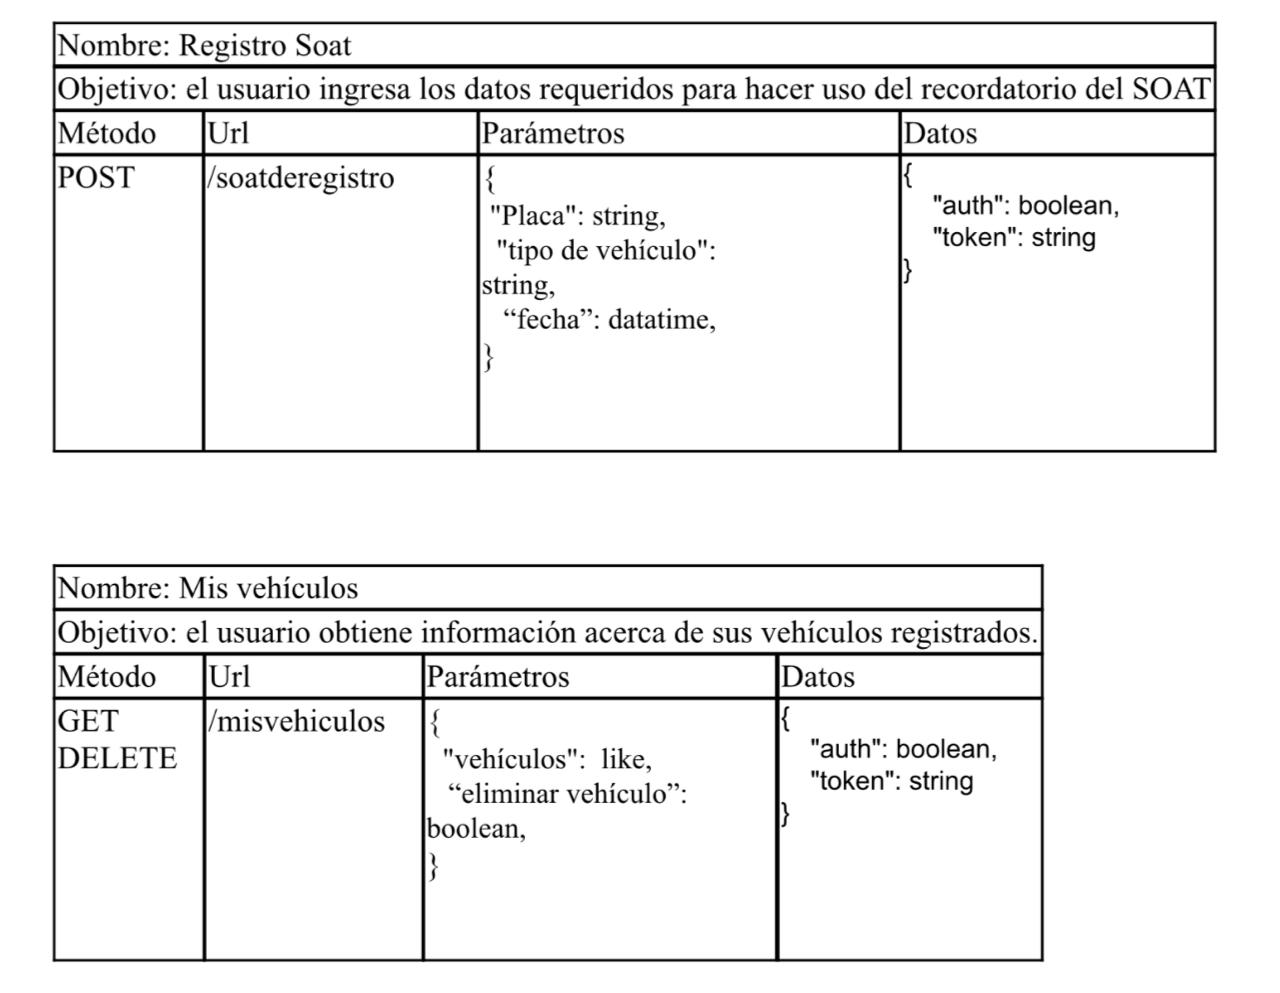 Nombre: Registro Soat
Objetivo: el usuario ingresa los datos requeridos para hacer uso del recordatorio del SOAT
Método Url Parámetros Datos
POST /soatderegistro
{
"Placa": string,
"tipo de vehículo":
string,
“fecha”: datatime,
}
{
"auth": boolean,
"token": string
}
Nombre: Mis vehículos
Objetivo: el usuario obtiene información acerca de sus vehículos registrados.
Método Url Parámetros Datos
GET
DELETE
/misvehiculos
{
"vehículos": like,
“eliminar vehículo”:
boolean,
}
{
"auth": boolean,
"token": string
}